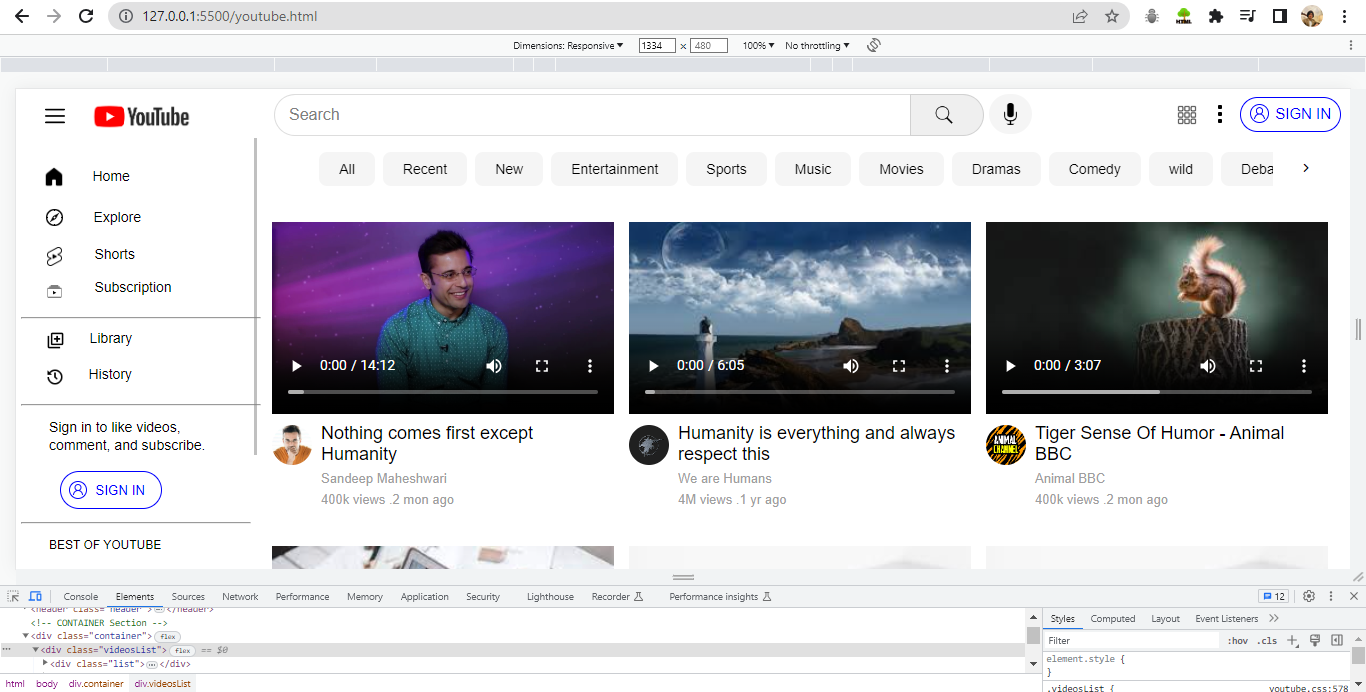 127.0.0.1:5500/youtube.html
HTML
Dimensions: Responsive ▼ 1334 × 480 100% ▼ No throttling ▼
YouTube
Search
SIGN IN
All Recent New Entertainment Sports Music Movies Dramas Comedy wild Deba
Home
Explore
Shorts
Subscription
Library
History
Sign in to like videos,
comment, and subscribe.
SIGN IN
BEST OF YOUTUBE
0:00 / 14:12
Nothing comes first except
Humanity
Sandeep Maheshwari
400k views .2 mon ago
0:00 / 6:05
Humanity is everything and always
respect this
We are Humans
4M views .1 yr ago
0:00 / 3:07
ANIMAL
CHANNEL
Tiger Sense Of Humor - Animal
BBC
Animal BBC
400k views .2 mon ago
Console Elements Sources Network Performance Memory Application Security Lighthouse Recorder Performance insights 12
<header class="header">…</header>
<!-- CONTAINER Section -->
▼<div class="container"> flex
… ▼<div class="videosList"> flex == $0
▶<div class="list">…</div>
html body div.container div.videosList
Styles Computed Layout Event Listeners >>
Filter :hov .cls +
element.style {
}
.videosList { youtube.css:578